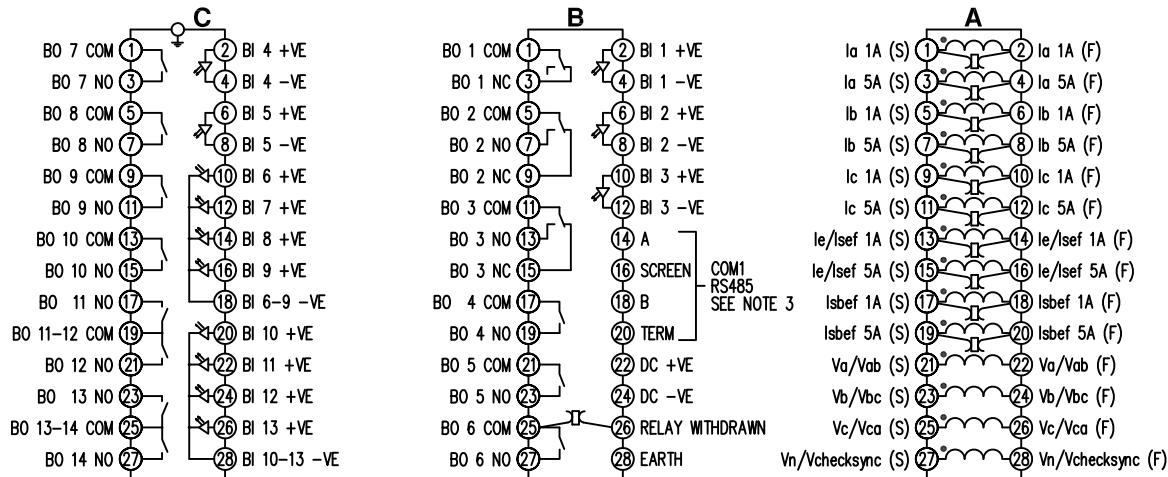 C
BO 7 COM 1 2 BI 4 +VE
BO 7 NO 3 4 BI 4 -VE
BO 8 COM 5 6 BI 5 +VE
BO 8 NO 7 8 BI 5 -VE
BO 9 COM 9 10 BI 6 +VE
BO 9 NO 11 12 BI 7 +VE
BO 10 COM 13 14 BI 8 +VE
BO 10 NO 15 16 BI 9 +VE
BO 11 NO 17 18 BI 6-9 -VE
BO 11-12 COM 19 20 BI 10 +VE
BO 12 NO 21 22 BI 11 +VE
BO 13 NO 23 24 BI 12 +VE
BO 13-14 COM 25 26 BI 13 +VE
BO 14 NO 27 28 BI 10-13 -VE
B
BO 1 COM 1 2 BI 1 +VE
BO 1 NC 3 4 BI 1 -VE
BO 2 COM 5 6 BI 2 +VE
BO 2 NO 7 8 BI 2 -VE
BO 2 NC 9 10 BI 3 +VE
BO 3 COM 11 12 BI 3 -VE
BO 3 NO 13 14 A
BO 3 NC 15 16 SCREEN
BO 4 COM 17 18 B
BO 4 NO 19 20 TERM
COM1
RS485
SEE NOTE 3
BO 5 COM 21 22 DC +VE
BO 5 NO 23 24 DC -VE
BO 6 COM 25 26 RELAY WITHDRAWN
BO 6 NO 27 28 EARTH
A
Ia 1A (S) 1 2 Ia 1A (F)
Ia 5A (S) 3 4 Ia 5A (F)
Ib 1A (S) 5 6 Ib 1A (F)
Ib 5A (S) 7 8 Ib 5A (F)
Ic 1A (S) 9 10 Ic 1A (F)
Ic 5A (S) 11 12 Ic 5A (F)
Ie/Isef 1A (S) 13 14 Ie/Isef 1A (F)
Ie/Isef 5A (S) 15 16 Ie/Isef 5A (F)
Isbef 1A (S) 17 18 Isbef 1A (F)
Isbef 5A (S) 19 20 Isbef 5A (F)
Va/Vab (S) 21 22 Va/Vab (F)
Vb/Vbc (S) 23 24 Vb/Vbc (F)
Vc/Vca (S) 25 26 Vc/Vca (F)
Vn/Vchecksync (S) 27 28 Vn/Vchecksync (F)